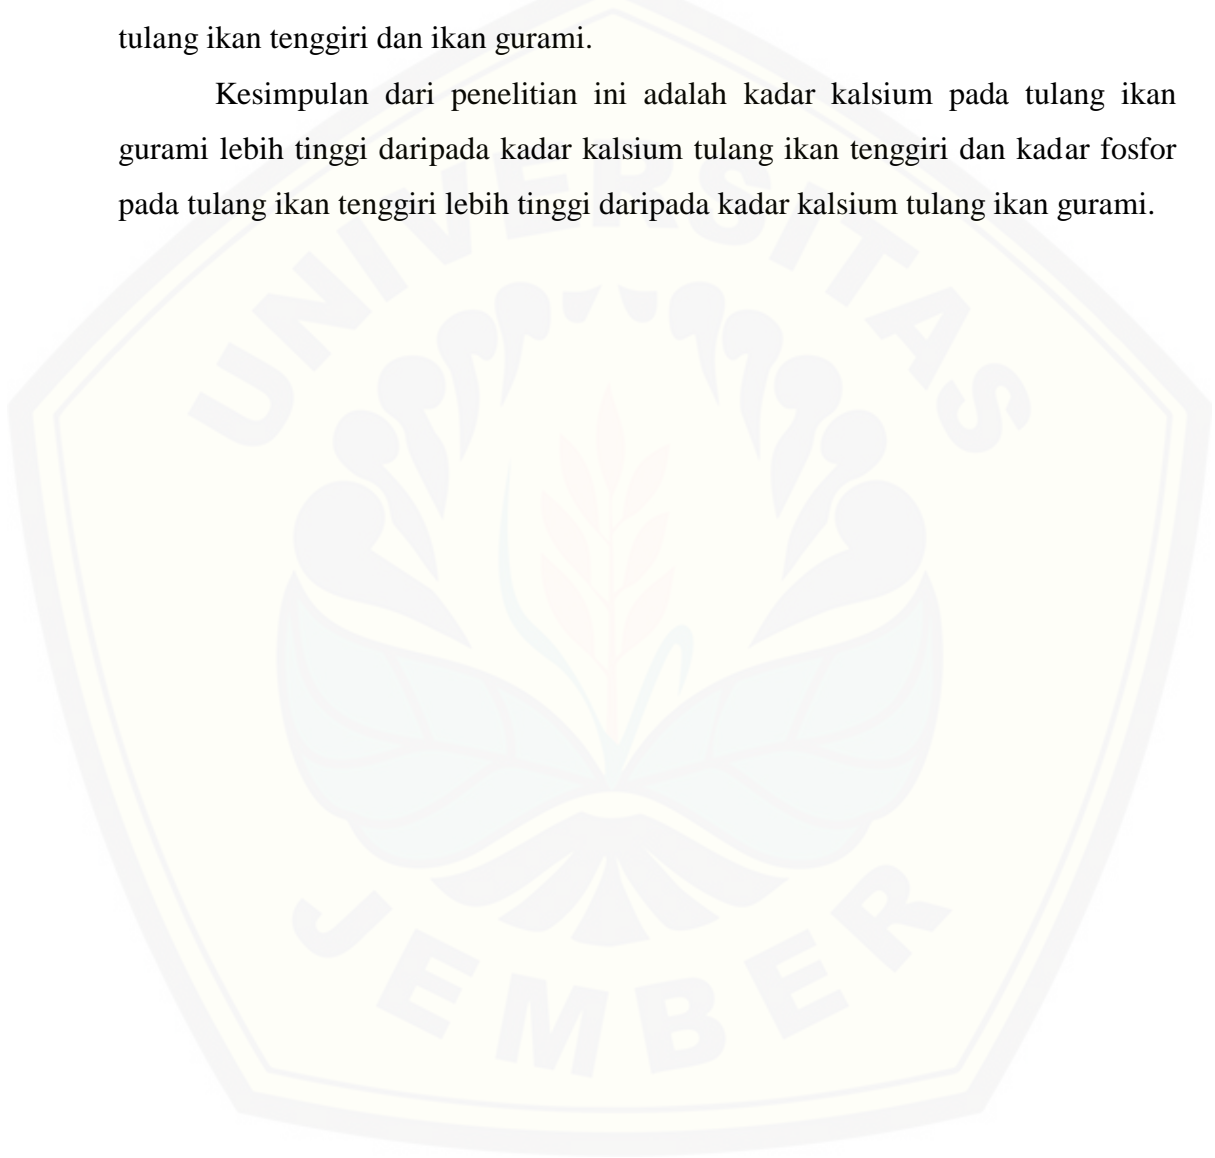 tulang ikan tenggiri dan ikan gurami.
Kesimpulan dari penelitian ini adalah kadar kalsium pada tulang ikan
gurami lebih tinggi daripada kadar kalsium tulang ikan tenggiri dan kadar fosfor
pada tulang ikan tenggiri lebih tinggi daripada kadar kalsium tulang ikan gurami.
UNIVERSITAS
JEMBER